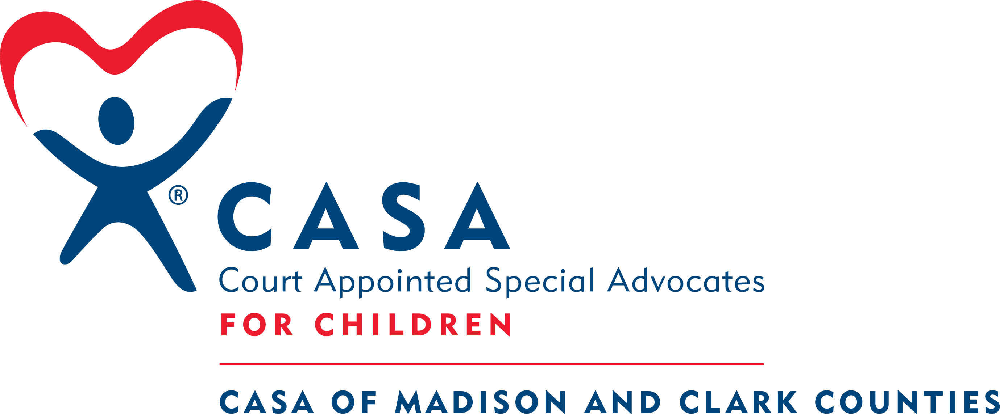 ®CASA
Court Appointed Special Advocates
FOR CHILDREN
CASA OF MADISON AND CLARK COUNTIES